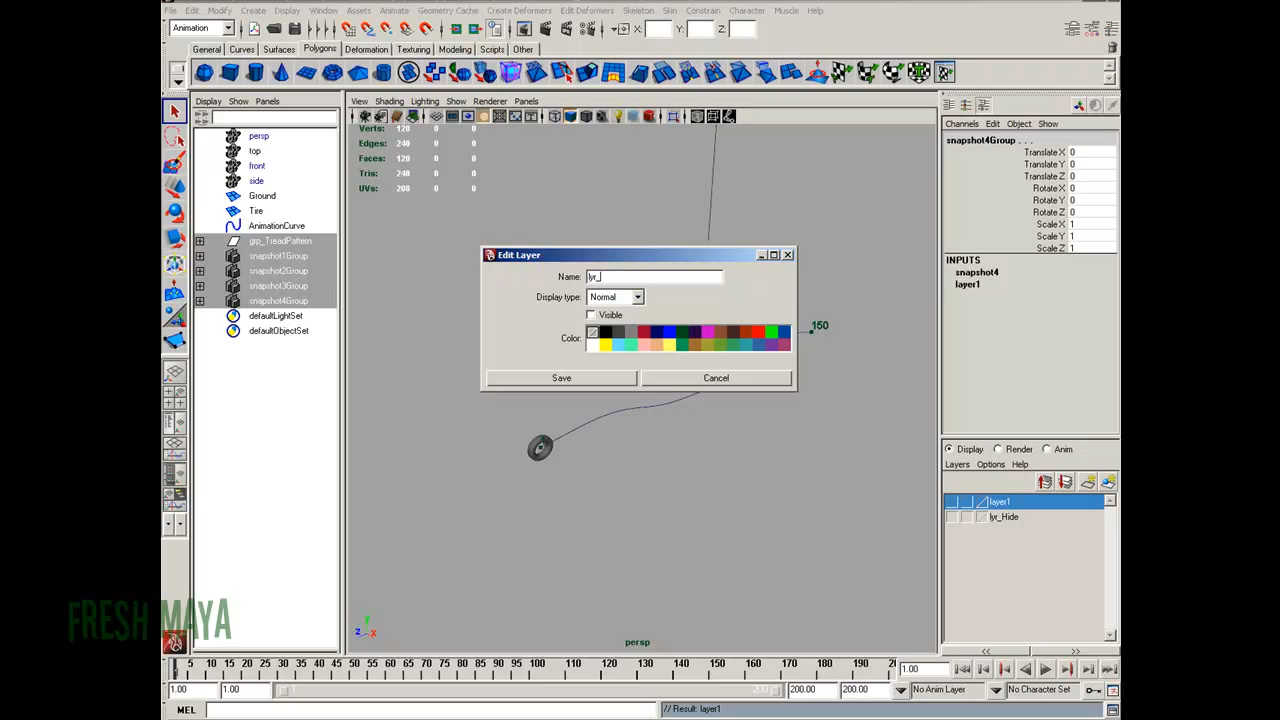 File Edit Modify Create Display Window Assets Animate Geometry Cache Create Deformers Edit Deformers Skeleton Skin Constrain Character Muscle Help
Animation X: Y: Z:
General Curves Surfaces Polygons Deformation Texturing Modeling Scripts Other
Display Show Panels
View Shading Lighting Show Renderer Panels
Channels Edit Object Show
persp
top
front
side
Ground
Tire
AnimationCurve
grp_TreadPattern
snapshot1Group
snapshot2Group
snapshot3Group
snapshot4Group
defaultLightSet
defaultObjectSet
Verts: 120 0 0
Edges: 240 0 0
Faces: 120 0 0
Tris: 240 0 0
UVs: 200 0 0
Edit Layer
Name: lyr_
Display type: Normal
Visible
Color:
Save Cancel
150
persp
snapshot4Group . . .
Translate X 0
Translate Y 0
Translate Z 0
Rotate X 0
Rotate Y 0
Rotate Z 0
Scale X 1
Scale Y 1
Scale Z 1
INPUTS
snapshot4
layer1
Display Render Anim
Layers Options Help
layer1
lyr_Hide
FRESH MAYA
5 10 15 20 25 30 35 40 45 50 55 60 65 70 75 80 85 90 95 100 110 120 130 140 150 160 170 180 190 2
1.00
1.00 1.00 200 200.00 200.00 No Anim Layer No Character Set
MEL // Result: layer1